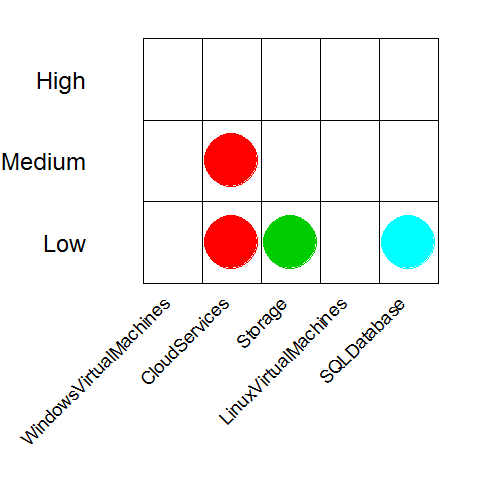 High
Medium
Low
WindowsVirtualMachines
CloudServices
Storage
LinuxVirtualMachines
SQLDatabase